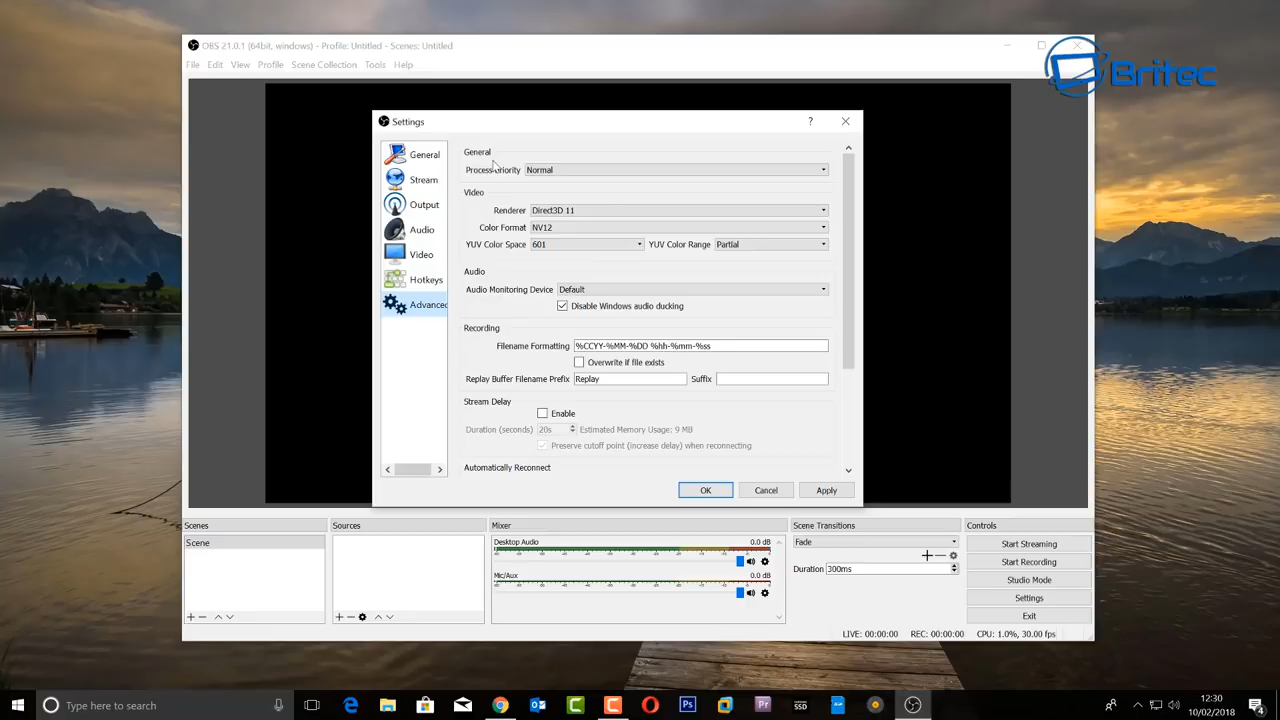 OBS 21.0.1 (64bit, windows) - Profile: Untitled - Scenes: Untitled
File Edit View Profile Scene Collection Tools Help
Britec
Settings
?
General
Stream
Output
Audio
Video
Hotkeys
Advanced
General
Process Priority Normal
Video
Renderer Direct3D 11
Color Format NV12
YUV Color Space 601 YUV Color Range Partial
Audio
Audio Monitoring Device Default
Disable Windows audio ducking
Recording
Filename Formatting %CCYY-%MM-%DD %hh-%mm-%ss
Overwrite if file exists
Replay Buffer Filename Prefix Replay Suffix
Stream Delay
Enable
Duration (seconds) 20s Estimated Memory Usage: 9 MB
Preserve cutoff point (increase delay) when reconnecting
Automatically Reconnect
OK Cancel Apply
Scenes
Scene
Sources
Mixer
Desktop Audio 0.0 dB
Mic/Aux 0.0 dB
Scene Transitions
Fade
Duration 300ms
Controls
Start Streaming
Start Recording
Studio Mode
Settings
Exit
LIVE: 00:00:00 REC: 00:00:00 CPU: 1.0%, 30.00 fps
Type here to search
12:30
10/02/2018